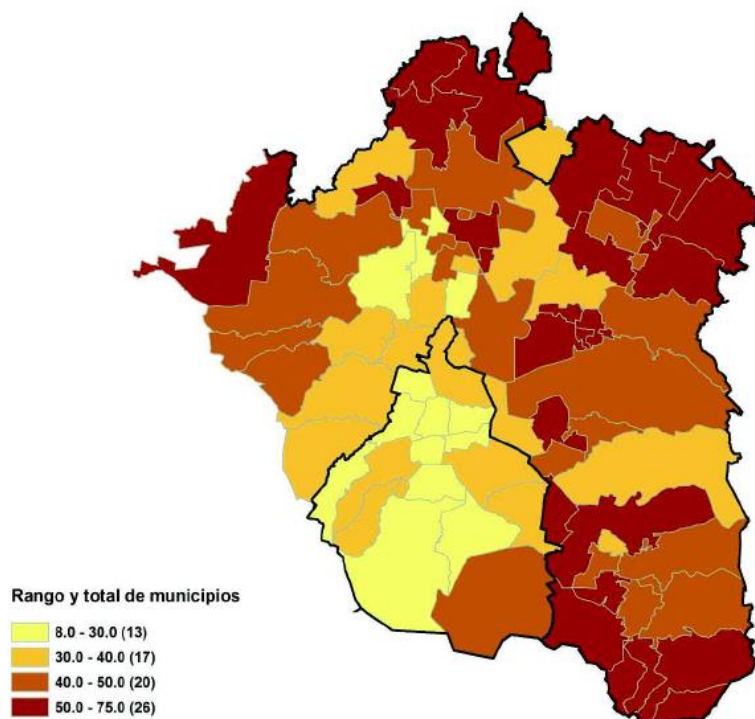 Rango y total de municipios
8.0 - 30.0 (13)
30.0 - 40.0 (17)
40.0 - 50.0 (20)
50.0 - 75.0 (26)